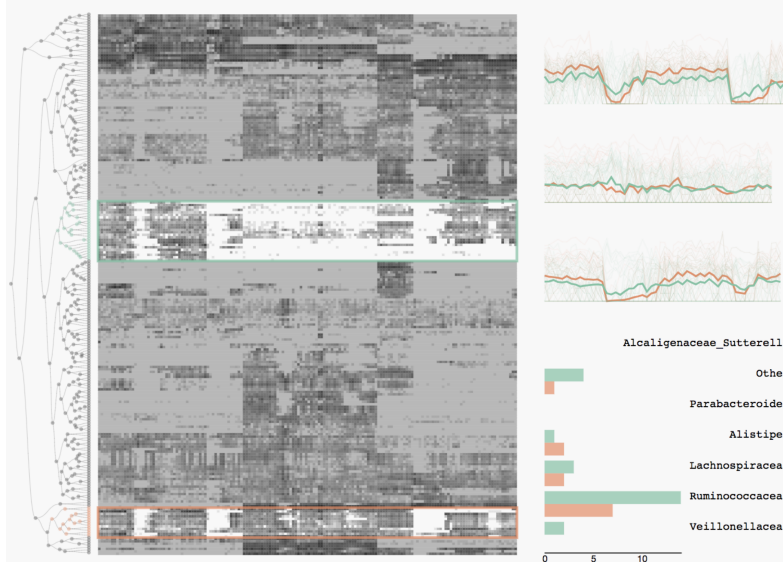 Alcaligenaceae_Sutterell
Othe
Parabacteroide
Alistipe
Lachnospiracea
Ruminococcacea
Veillonellacea
0 5 10